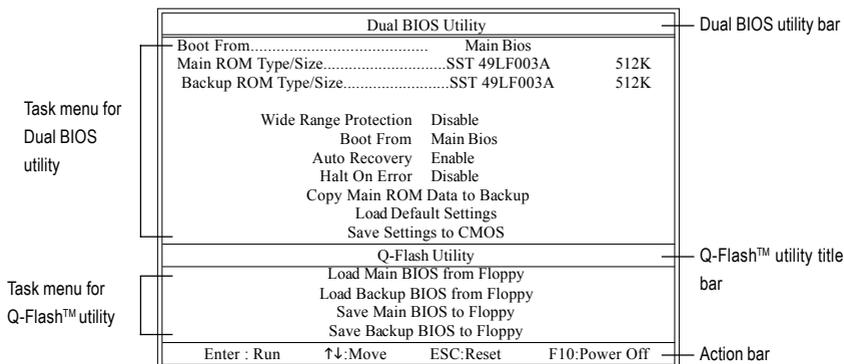 Dual BIOS Utility
Dual BIOS utility bar
Boot From.......................................... Main Bios
Main ROM Type/Size.............................SST 49LF003A 512K
Backup ROM Type/Size.........................SST 49LF003A 512K
Task menu for
Dual BIOS
utility
Wide Range Protection Disable
Boot From Main Bios
Auto Recovery Enable
Halt On Error Disable
Copy Main ROM Data to Backup
Load Default Settings
Save Settings to CMOS
Q-Flash Utility
Q-Flash™ utility title
bar
Task menu for
Q-Flash™ utility
Load Main BIOS from Floppy
Load Backup BIOS from Floppy
Save Main BIOS to Floppy
Save Backup BIOS to Floppy
Enter : Run ↑↓:Move ESC:Reset F10:Power Off
Action bar